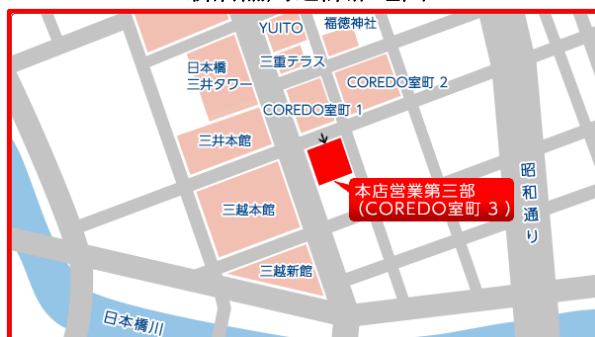 YUITO
福徳神社
三重テラス
日本橋
三井タワー
COREDO室町 2
COREDO室町 1
三井本館
本店営業第三部
(COREDO室町 3 )
昭和通り
三越本館
三越新館
日本橋川